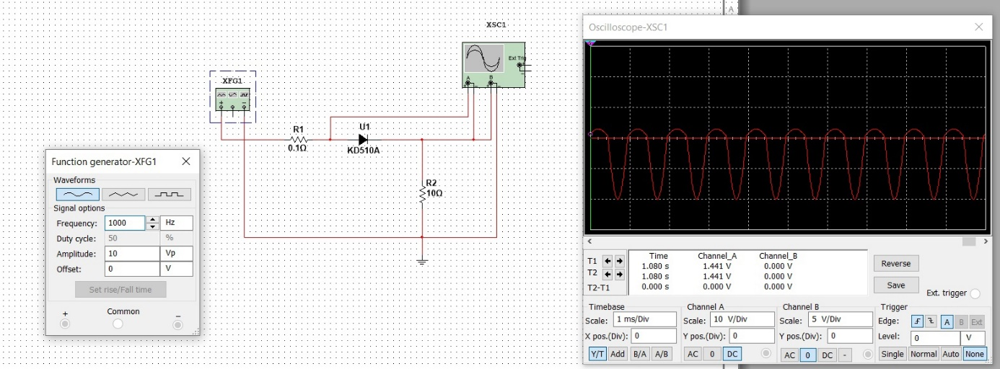 A
XSC1
Ext Trig
A B
XFG1
R1
0.1Ω
U1
KD510A
R2
10Ω
Function generator-XFG1
Waveforms
Signal options
Frequency: 1000 Hz
Duty cycle: 50 %
Amplitude: 10 Vp
Offset: 0 V
Set rise/Fall time
+ Common −
Oscilloscope-XSC1
Time Channel_A Channel_B
T1 1.080 s 1.441 V 0.000 V
T2 1.080 s 1.441 V 0.000 V
T2-T1 0.000 s 0.000 V 0.000 V
Reverse
Save
Ext. trigger
Timebase
Scale: 1 ms/Div
X pos.(Div): 0
Y/T Add B/A A/B
Channel A
Scale: 10 V/Div
Y pos.(Div): 0
AC 0 DC
Channel B
Scale: 5 V/Div
Y pos.(Div): 0
AC 0 DC -
Trigger
Edge: A B Ext
Level: 0 V
Single Normal Auto None